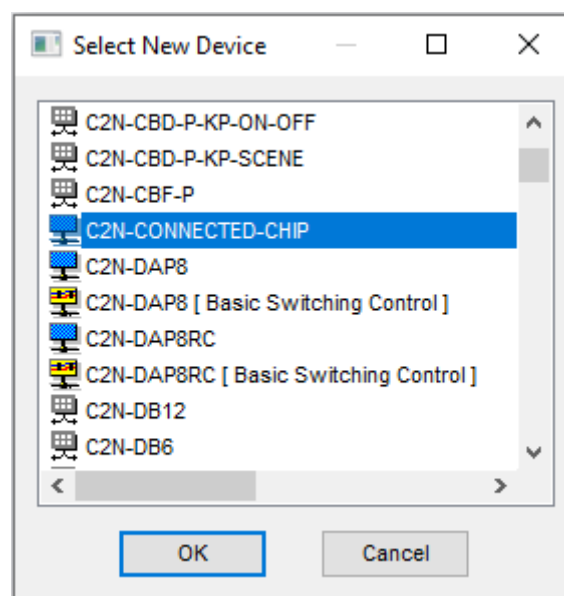 Select New Device
C2N-CBD-P-KP-ON-OFF
C2N-CBD-P-KP-SCENE
C2N-CBF-P
C2N-CONNECTED-CHIP
C2N-DAP8
C2N-DAP8 [ Basic Switching Control ]
C2N-DAP8RC
C2N-DAP8RC [ Basic Switching Control ]
C2N-DB12
C2N-DB6
OK Cancel